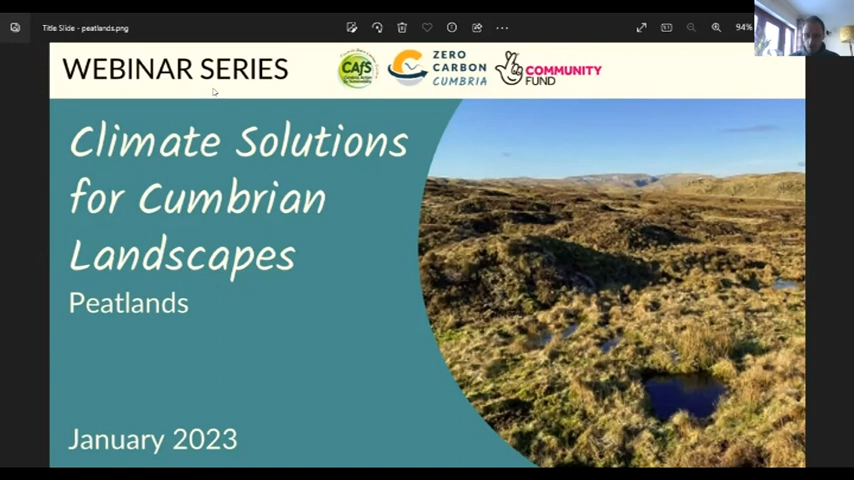 Title Slide - peatlands.png
94%
WEBINAR SERIES
CAfS
ZERO
CARBON
CUMBRIA
COMMUNITY
FUND
Climate Solutions
for Cumbrian
Landscapes
Peatlands
January 2023